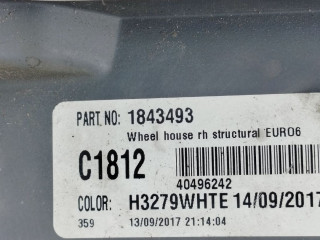 PART NO: 1843493
Wheel house rh structural EURO6
C1812
40496242
COLOR: H3279WHTE 14/09/2017
359 13/09/2017 21:14:04